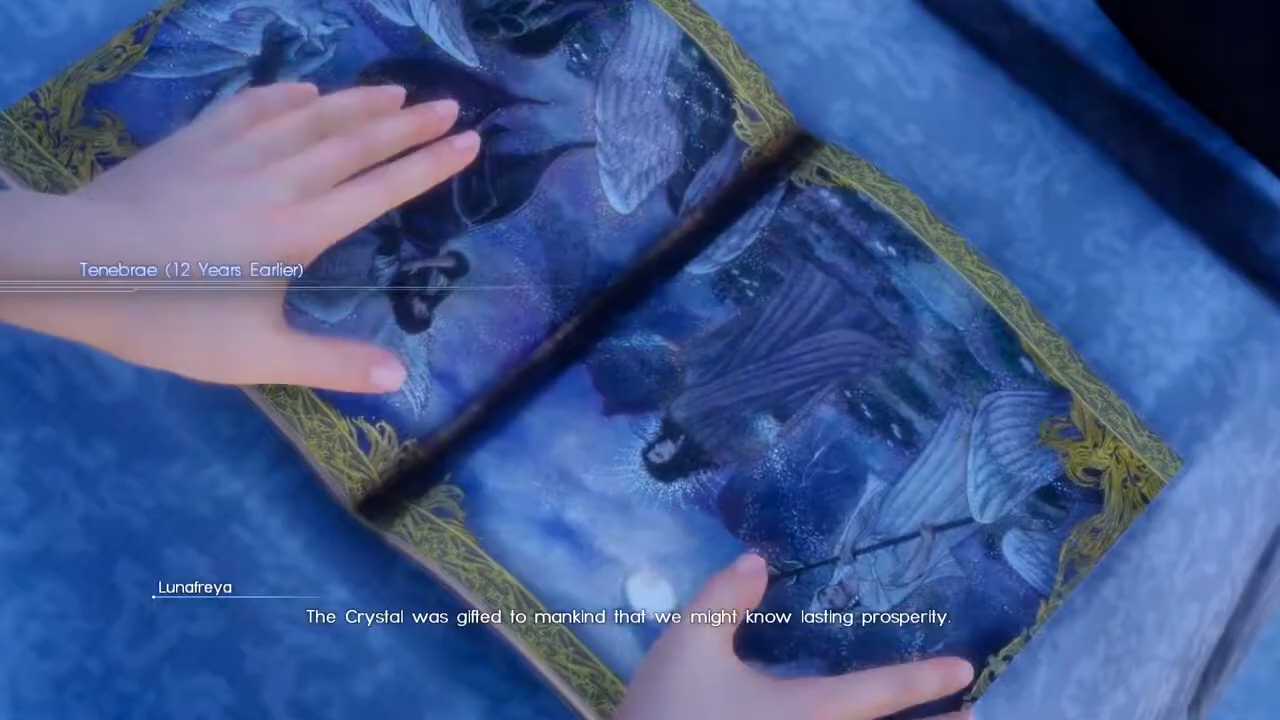 Tenebrae (12 Years Earlier)
Lunafreya
The Crystal was gifted to mankind that we might know lasting prosperity.